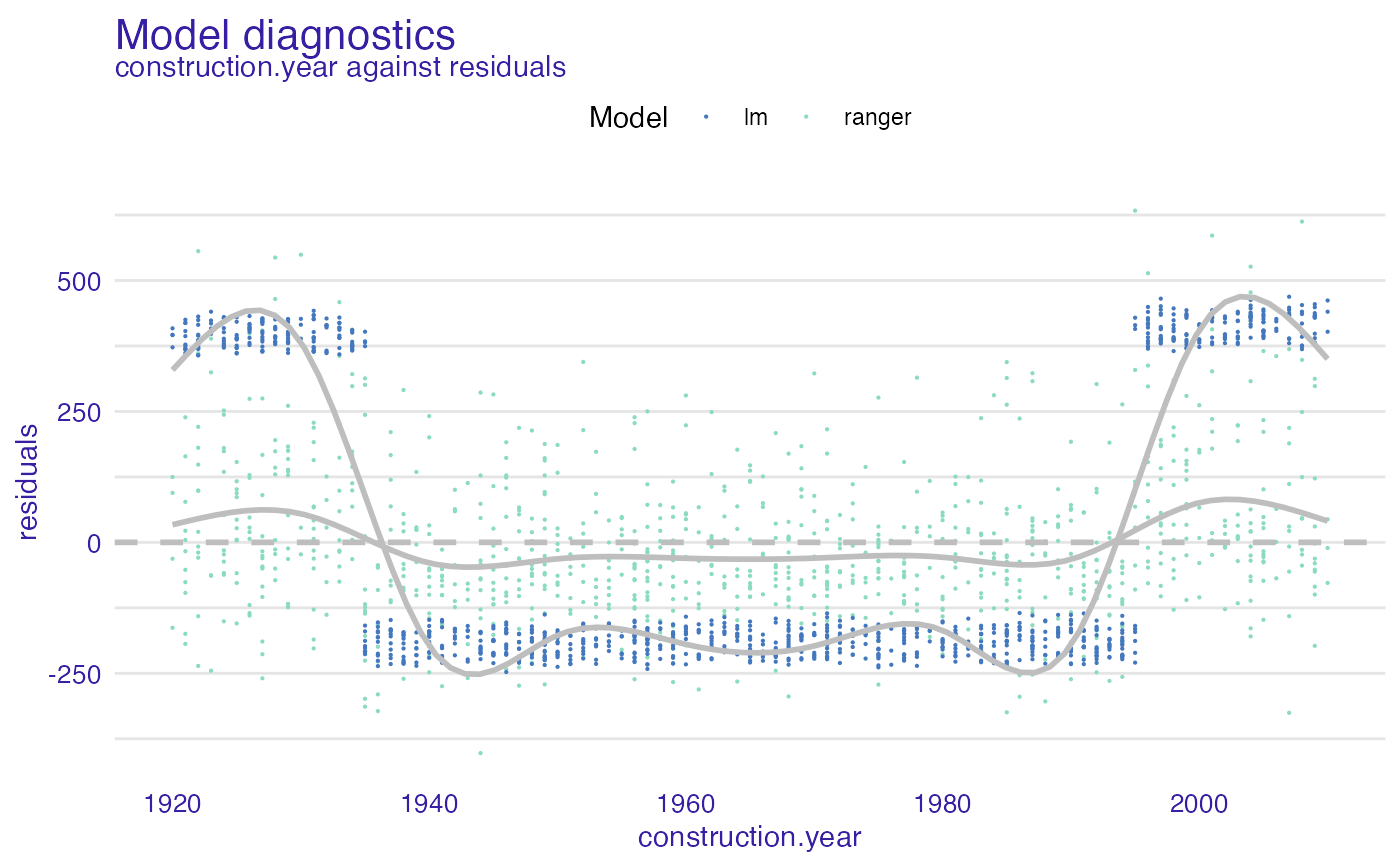 Model diagnostics
construction.year against residuals
Model lm ranger
500
250
0
-250
residuals
1920 1940 1960 1980 2000
construction.year